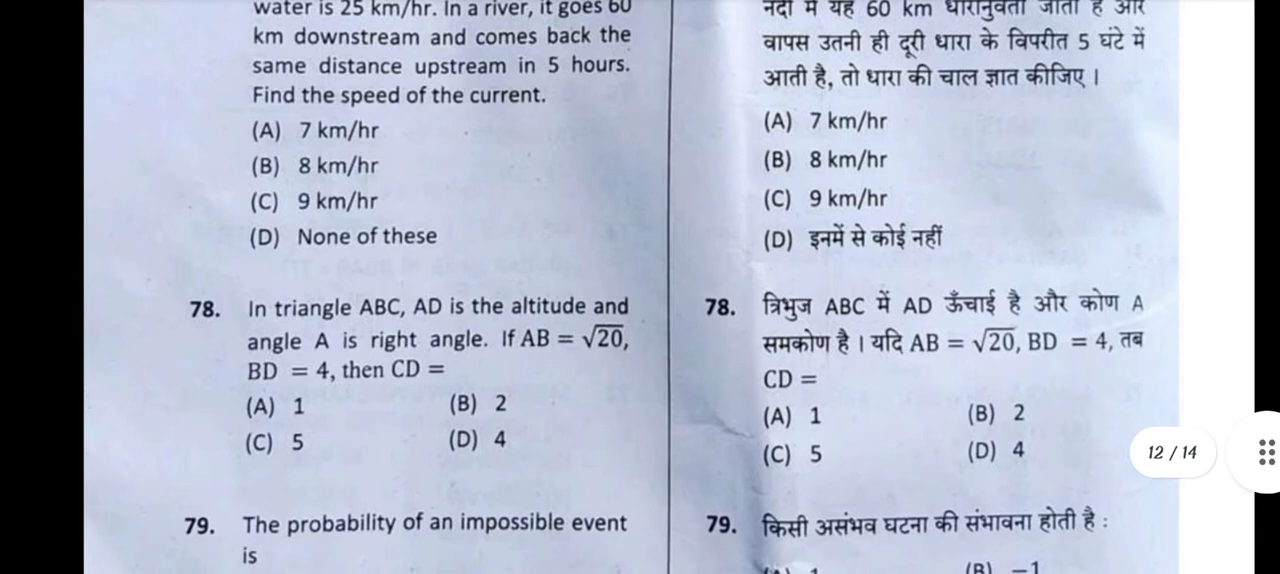 water is 25 km/hr. In a river, it goes 60
km downstream and comes back the
same distance upstream in 5 hours.
Find the speed of the current.
(A) 7 km/hr
(B) 8 km/hr
(C) 9 km/hr
(D) None of these
78. In triangle ABC, AD is the altitude and
angle A is right angle. If AB = √20,
BD = 4, then CD =
(A) 1 (B) 2
(C) 5 (D) 4
79. The probability of an impossible event
is
नदी में यह 60 km धारानुवर्ती जाती है और
वापस उतनी ही दूरी धारा के विपरीत 5 घंटे में
आती है, तो धारा की चाल ज्ञात कीजिए।
(A) 7 km/hr
(B) 8 km/hr
(C) 9 km/hr
(D) इनमें से कोई नहीं
78. त्रिभुज ABC में AD ऊँचाई है और कोण A
समकोण है। यदि AB = √20, BD = 4, तब
CD =
(A) 1 (B) 2
(C) 5 (D) 4
79. किसी असंभव घटना की संभावना होती है :
(A) 1 (B) −1
12 / 14